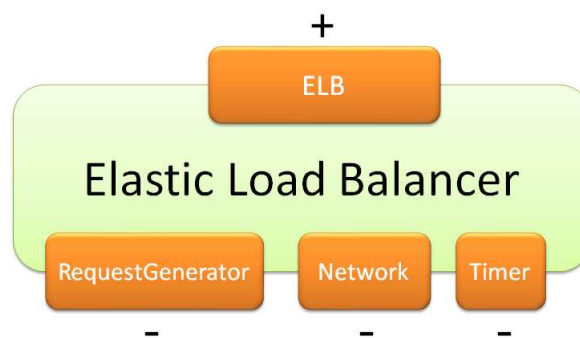 +
ELB
Elastic Load Balancer
RequestGenerator Network Timer
- - -